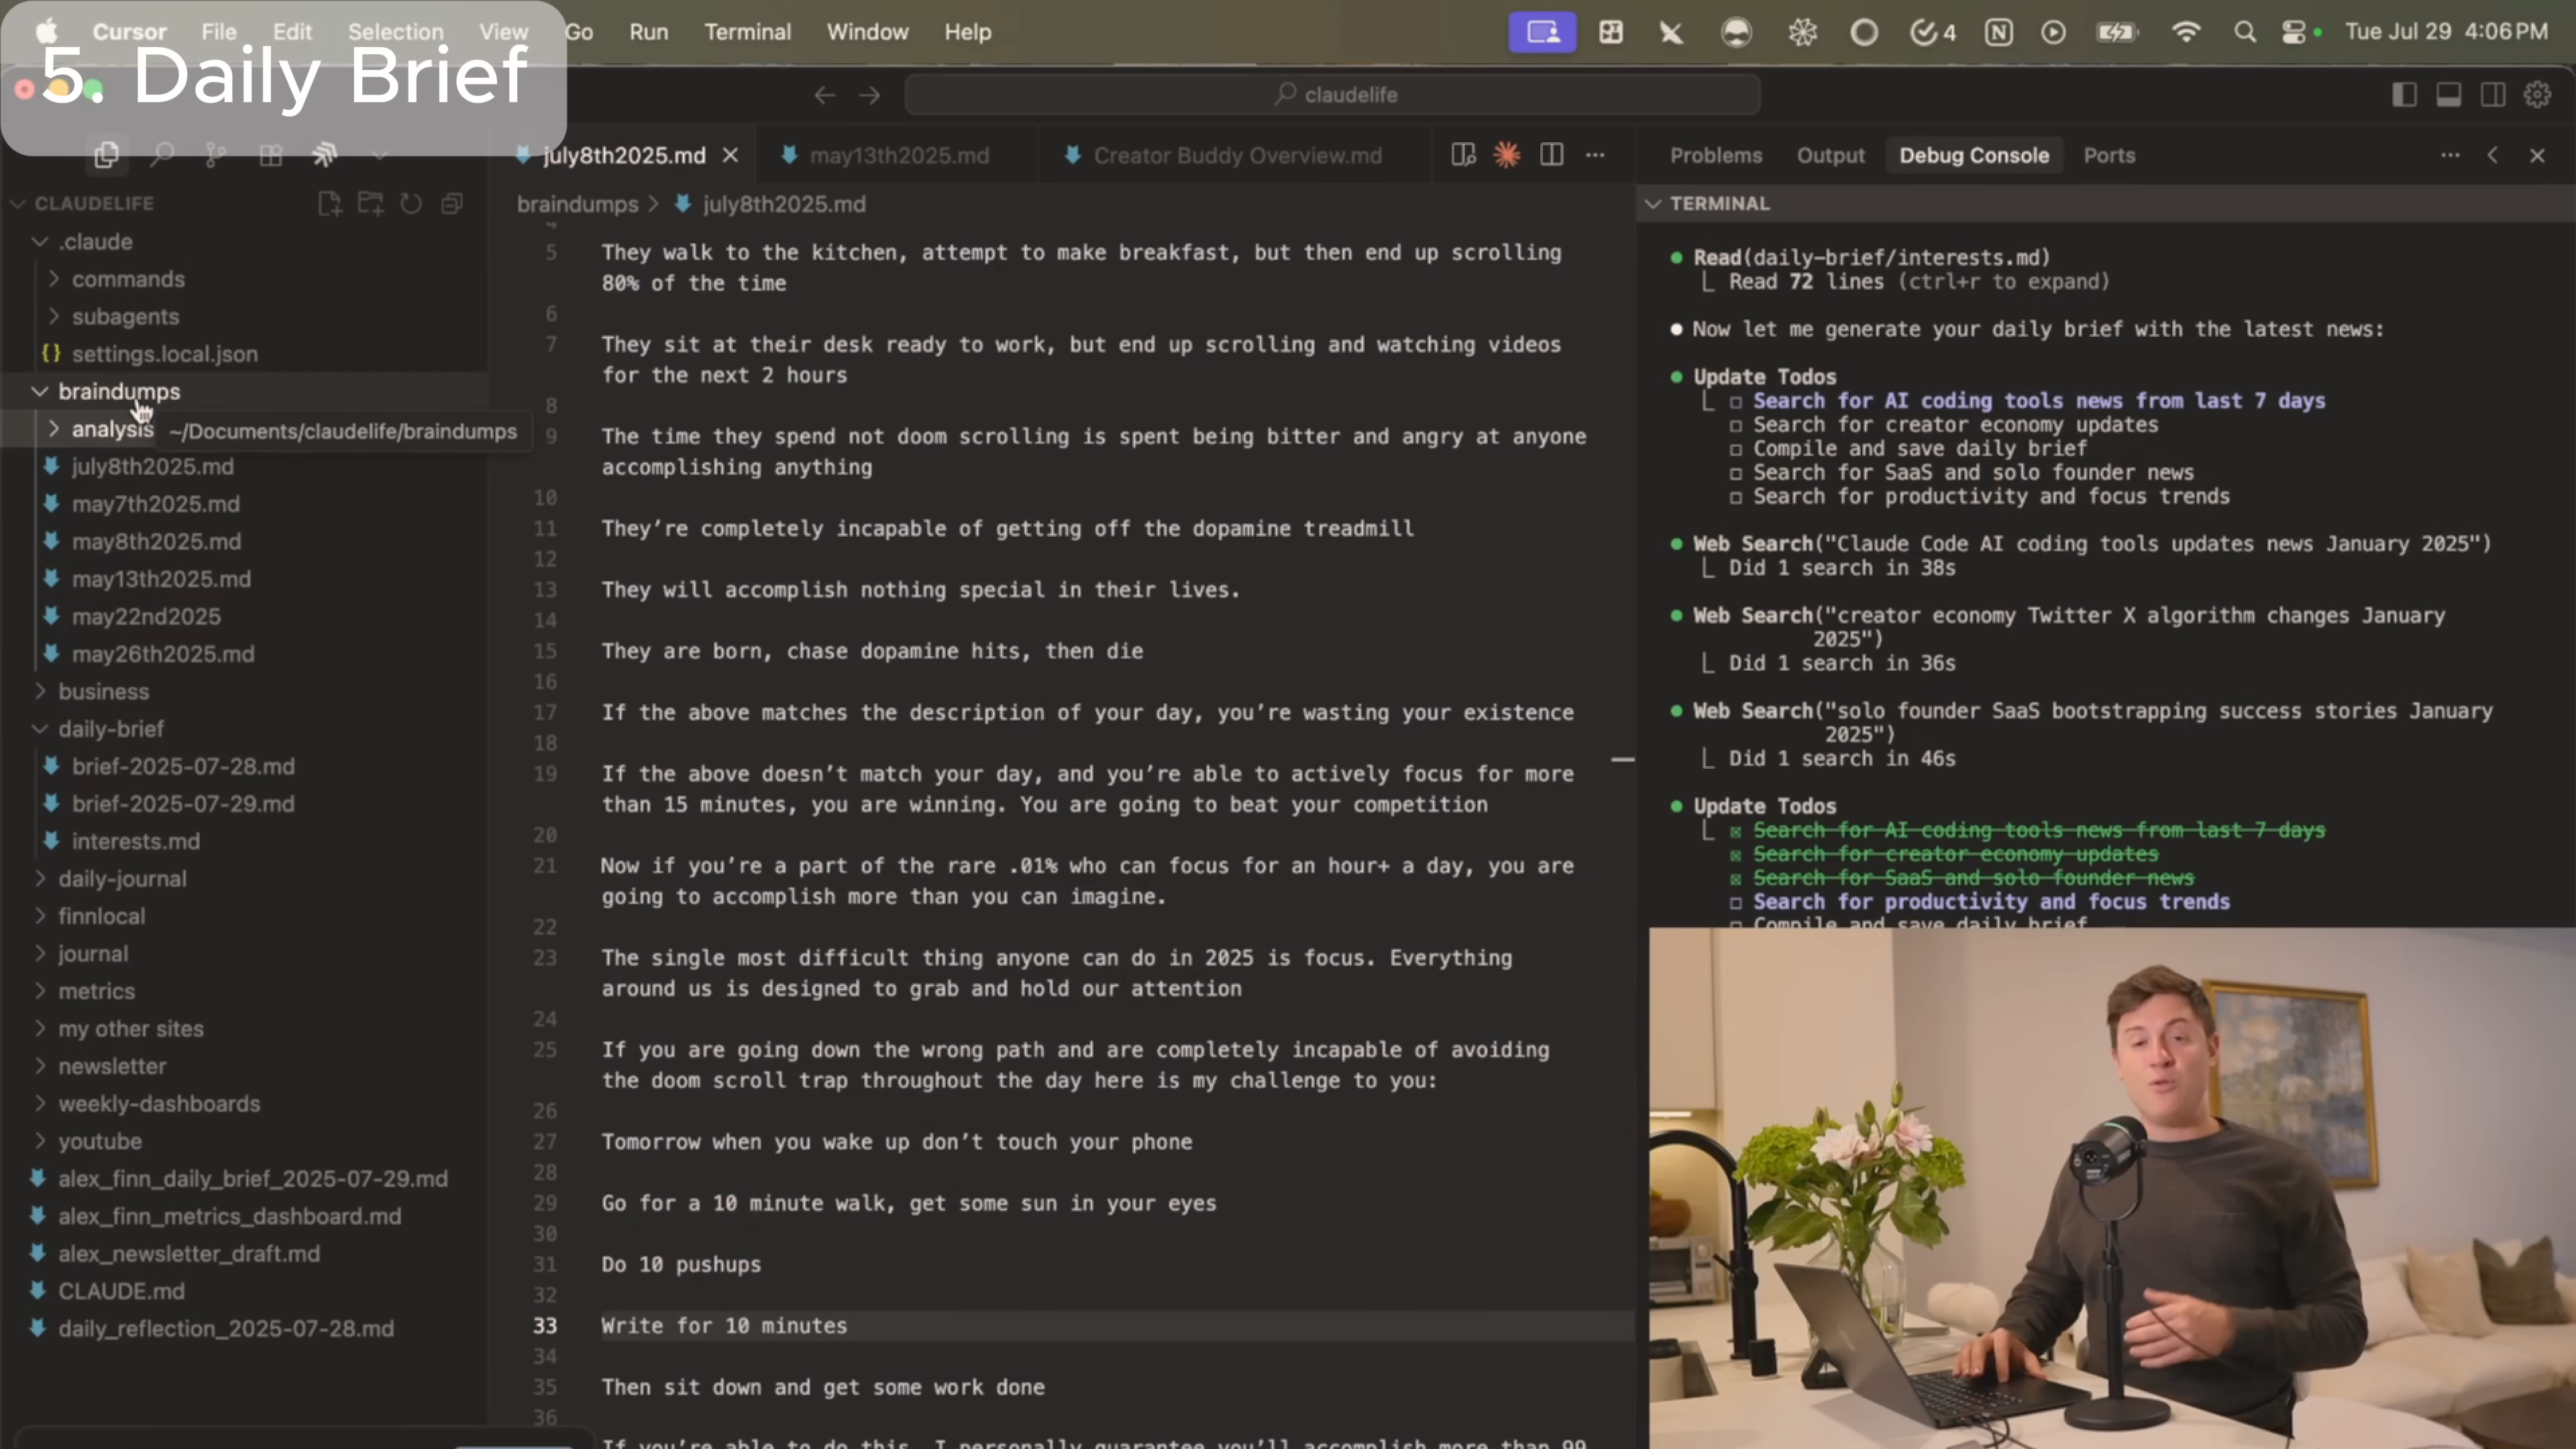 Cursor File Edit Selection View Go Run Terminal Window Help
4
Tue Jul 29 4:06 PM
5. Daily Brief
claudelife
july8th2025.md
may13th2025.md
Creator Buddy Overview.md
braindumps > july8th2025.md
CLAUDELIFE
.claude
commands
subagents
{} settings.local.json
braindumps
analysis
~/Documents/claudelife/braindumps
july8th2025.md
may7th2025.md
may8th2025.md
may13th2025.md
may22nd2025
may26th2025.md
business
daily-brief
brief-2025-07-28.md
brief-2025-07-29.md
interests.md
daily-journal
finnlocal
journal
metrics
my other sites
newsletter
weekly-dashboards
youtube
alex_finn_daily_brief_2025-07-29.md
alex_finn_metrics_dashboard.md
alex_newsletter_draft.md
CLAUDE.md
daily_reflection_2025-07-28.md
4
5 They walk to the kitchen, attempt to make breakfast, but then end up scrolling
80% of the time
6
7 They sit at their desk ready to work, but end up scrolling and watching videos
for the next 2 hours
8
9 The time they spend not doom scrolling is spent being bitter and angry at anyone
accomplishing anything
10
11 They’re completely incapable of getting off the dopamine treadmill
12
13 They will accomplish nothing special in their lives.
14
15 They are born, chase dopamine hits, then die
16
17 If the above matches the description of your day, you’re wasting your existence
18
19 If the above doesn’t match your day, and you’re able to actively focus for more
than 15 minutes, you are winning. You are going to beat your competition
20
21 Now if you’re a part of the rare .01% who can focus for an hour+ a day, you are
going to accomplish more than you can imagine.
22
23 The single most difficult thing anyone can do in 2025 is focus. Everything
around us is designed to grab and hold our attention
24
25 If you are going down the wrong path and are completely incapable of avoiding
the doom scroll trap throughout the day here is my challenge to you:
26
27 Tomorrow when you wake up don’t touch your phone
28
29 Go for a 10 minute walk, get some sun in your eyes
30
31 Do 10 pushups
32
33 Write for 10 minutes
34
35 Then sit down and get some work done
36
If you’re able to do this, I personally guarantee you’ll accomplish more than 99
Problems Output Debug Console Ports
TERMINAL
Read(daily-brief/interests.md)
Read 72 lines (ctrl+r to expand)
Now let me generate your daily brief with the latest news:
Update Todos
Search for AI coding tools news from last 7 days
Search for creator economy updates
Compile and save daily brief
Search for SaaS and solo founder news
Search for productivity and focus trends
Web Search("Claude Code AI coding tools updates news January 2025")
Did 1 search in 38s
Web Search("creator economy Twitter X algorithm changes January
2025")
Did 1 search in 36s
Web Search("solo founder SaaS bootstrapping success stories January
2025")
Did 1 search in 46s
Update Todos
Search for AI coding tools news from last 7 days
Search for creator economy updates
Search for SaaS and solo founder news
Search for productivity and focus trends
Compile and save daily brief